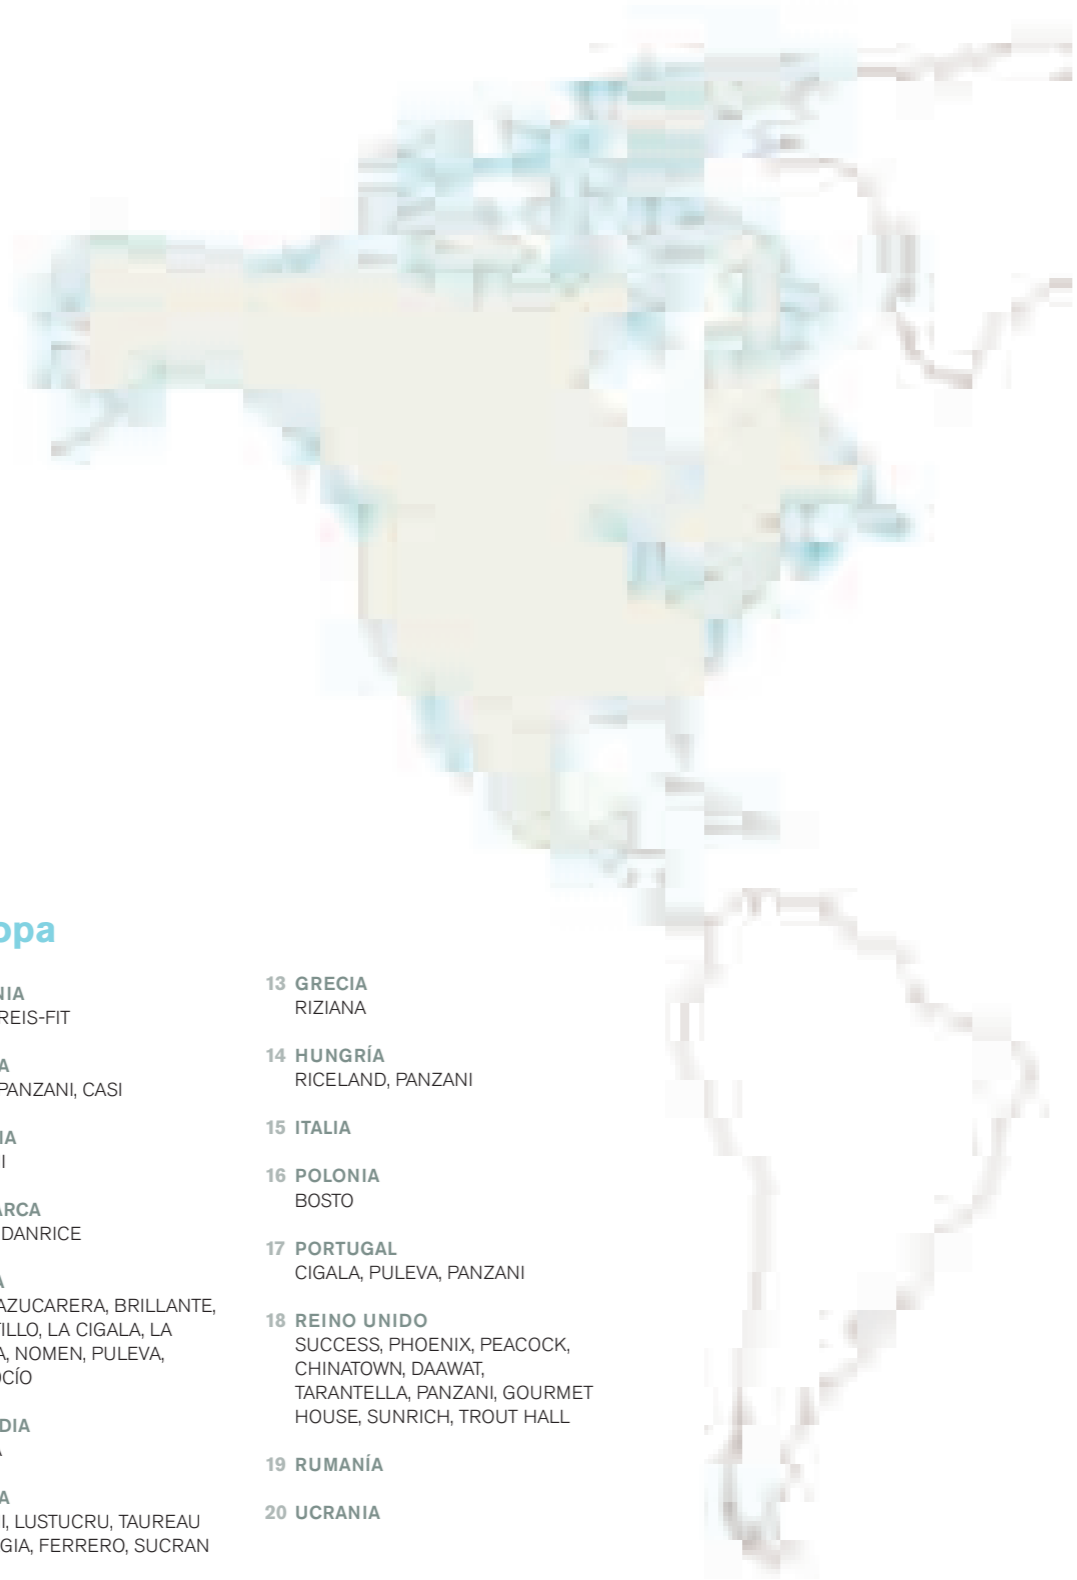 opa
NIA
REIS-FIT
A
PANZANI, CASI
IA
I
ARCA
DANRICE
A
AZUCARERA, BRILLANTE,
TILLO, LA CIGALA, LA
A, NOMEN, PULEVA,
OCÍO
DIA
A
A
I, LUSTUCRU, TAUREAU
GIA, FERRERO, SUCRAN
13 GRECIA
RIZIANA
14 HUNGRÍA
RICELAND, PANZANI
15 ITALIA
16 POLONIA
BOSTO
17 PORTUGAL
CIGALA, PULEVA, PANZANI
18 REINO UNIDO
SUCCESS, PHOENIX, PEACOCK,
CHINATOWN, DAAWAT,
TARANTELLA, PANZANI, GOURMET
HOUSE, SUNRICH, TROUT HALL
19 RUMANÍA
20 UCRANIA